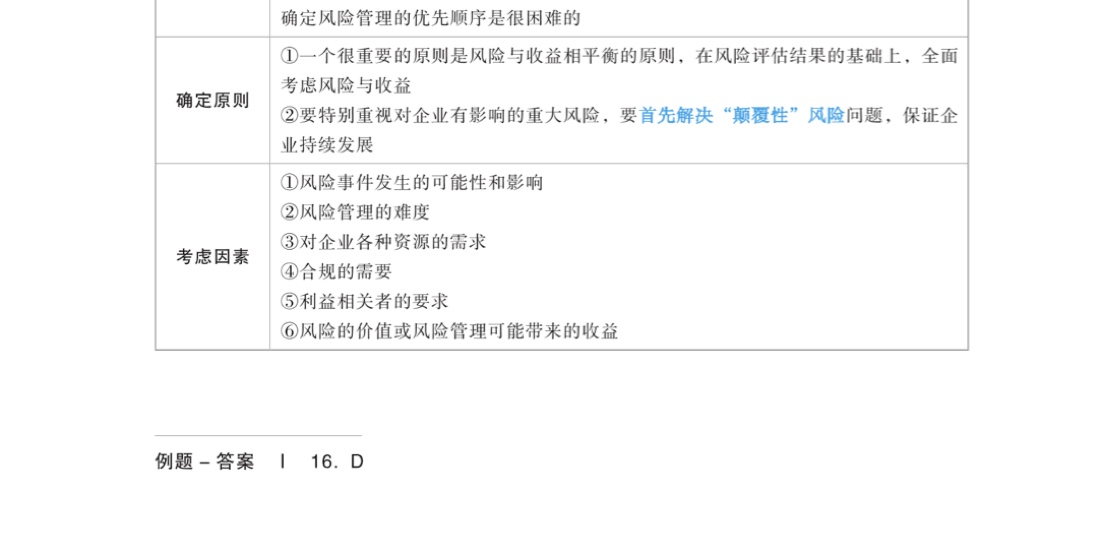 确定风险管理的优先顺序是很困难的
确定原则
①一个很重要的原则是风险与收益相平衡的原则，在风险评估结果的基础上，全面
考虑风险与收益
②要特别重视对企业有影响的重大风险，要首先解决“颠覆性”风险问题，保证企
业持续发展
考虑因素
①风险事件发生的可能性和影响
②风险管理的难度
③对企业各种资源的需求
④合规的需要
⑤利益相关者的要求
⑥风险的价值或风险管理可能带来的收益
例题 – 答案 | 16. D